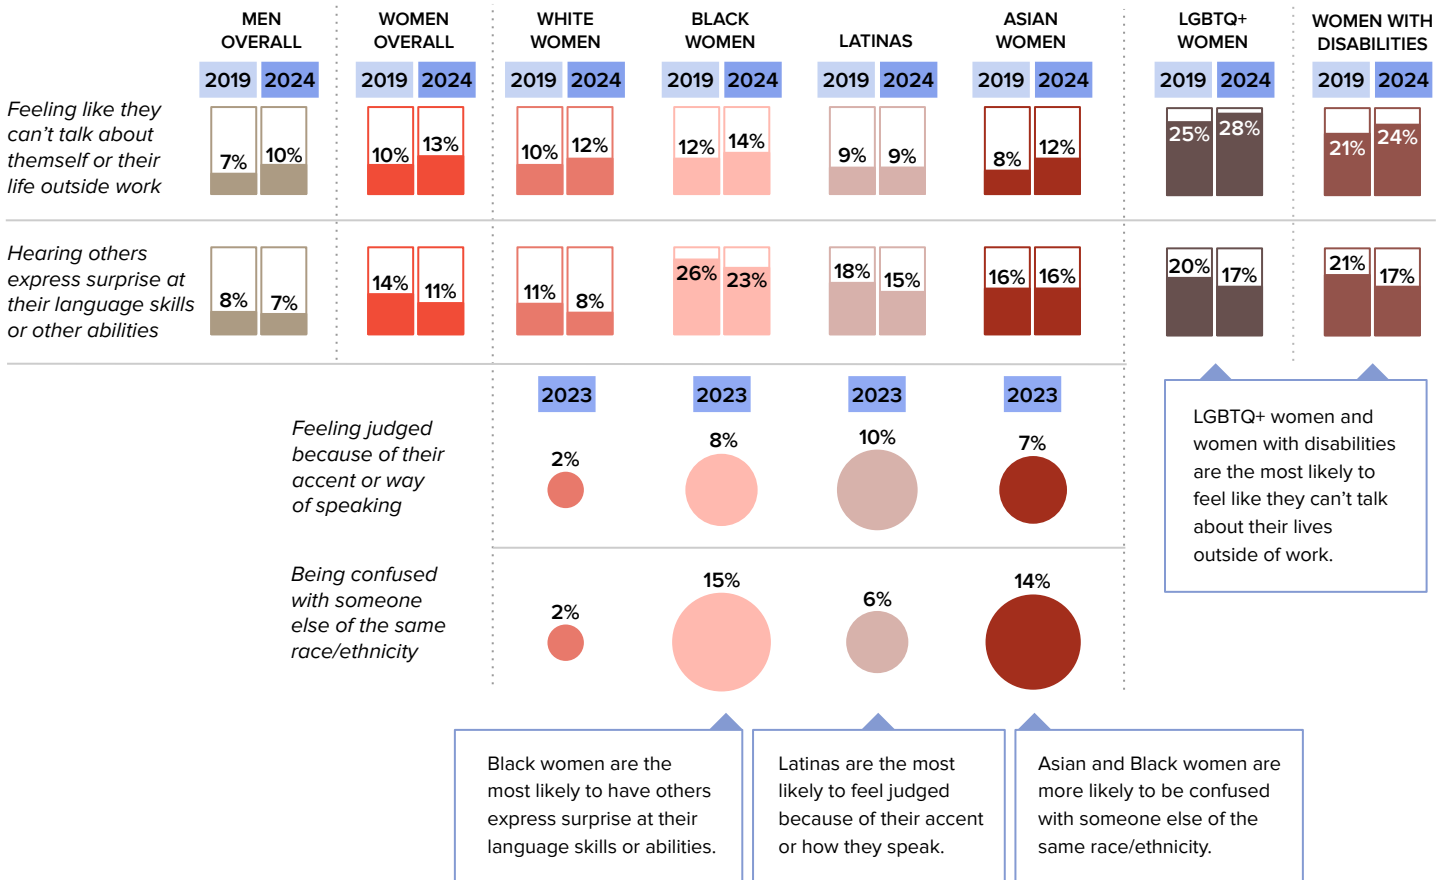 MEN
OVERALL
WOMEN
OVERALL
WHITE
WOMEN
BLACK
WOMEN
LATINAS
ASIAN
WOMEN
LGBTQ+
WOMEN
WOMEN WITH
DISABILITIES
2019 2024 2019 2024 2019 2024 2019 2024 2019 2024 2019 2024 2019 2024 2019 2024
Feeling like they
can’t talk about
themself or their
life outside work
7% 10% 10% 13% 10% 12% 12% 14% 9% 9% 8% 12% 25% 28% 21% 24%
Hearing others
express surprise at
their language skills
or other abilities
8% 7% 14% 11% 11% 8% 26% 23% 18% 15% 16% 16% 20% 17% 21% 17%
2023 2023 2023 2023
Feeling judged
because of their
accent or way
of speaking
2% 8% 10% 7%
Being confused
with someone
else of the same
race/ethnicity
2% 15% 6% 14%
LGBTQ+ women and
women with disabilities
are the most likely to
feel like they can’t talk
about their lives
outside of work.
Black women are the
most likely to have others
express surprise at their
language skills or abilities.
Latinas are the most
likely to feel judged
because of their accent
or how they speak.
Asian and Black women are
more likely to be confused
with someone else of the
same race/ethnicity.